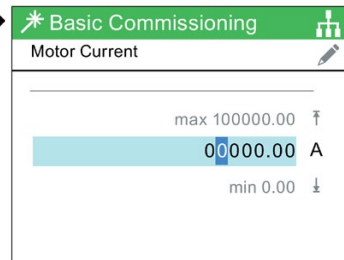 Basic Commissioning
Motor Current
max 100000.00
00000.00 A
min 0.00